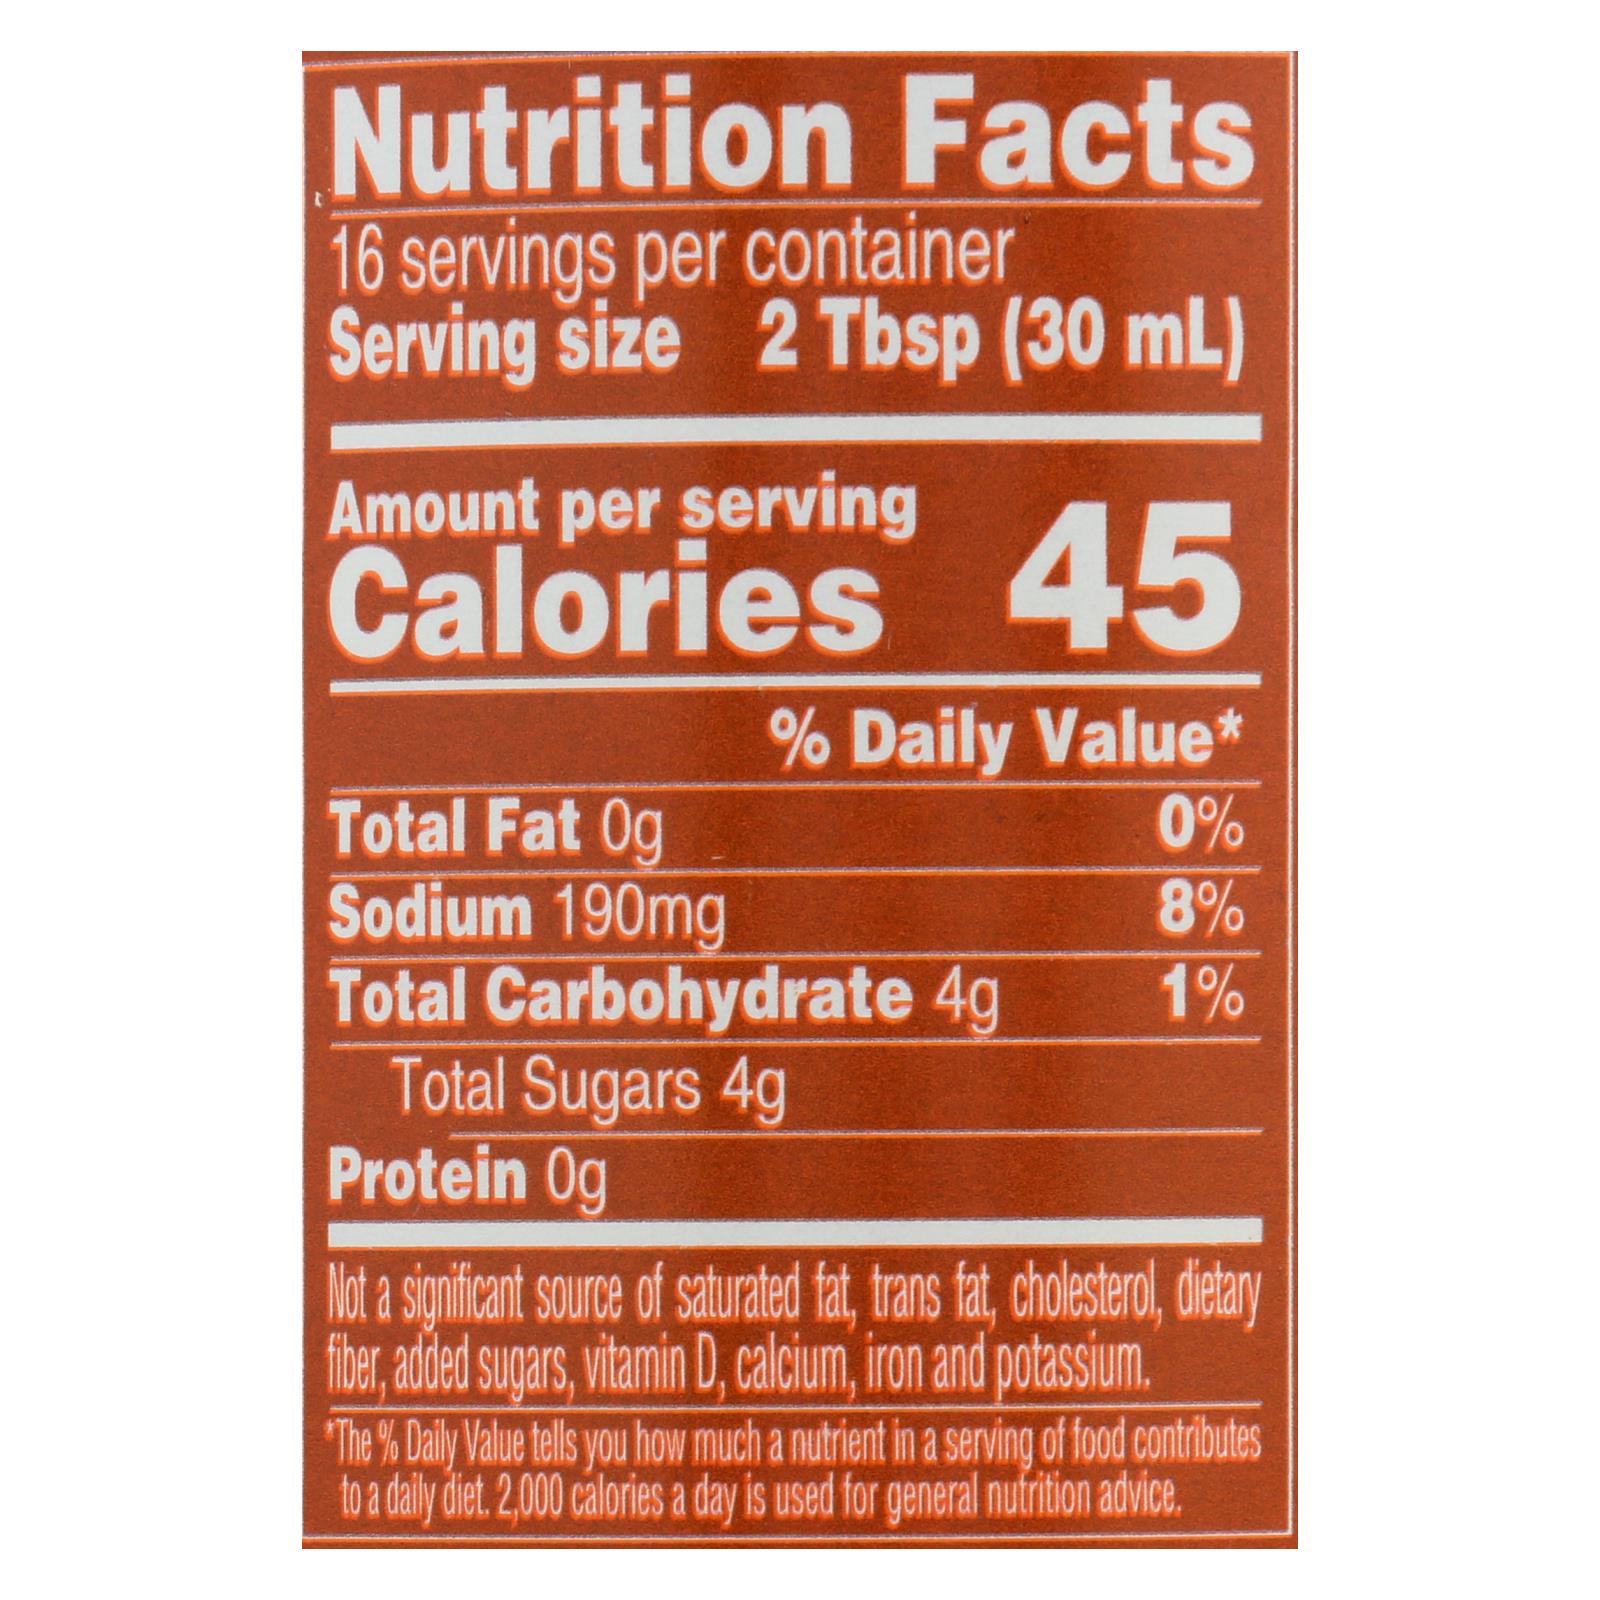 Nutrition Facts
16 servings per container
Serving size 2 Tbsp (30 mL)
Amount per serving
Calories 45
% Daily Value*
Total Fat 0g 0%
Sodium 190mg 8%
Total Carbohydrate 4g 1%
Total Sugars 4g
Protein 0g
Not a significant source of saturated fat, trans fat, cholesterol, dietary
fiber, added sugars, vitamin D, calcium, iron and potassium.
*The % Daily Value tells you how much a nutrient in a serving of food contributes
to a daily diet. 2,000 calories a day is used for general nutrition advice.